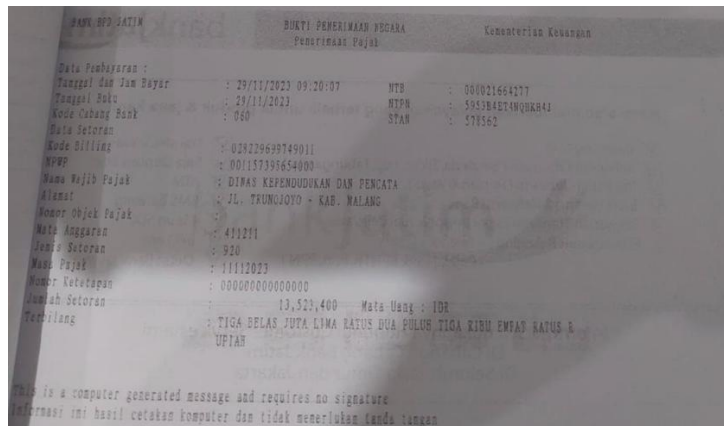 BANK BPD JATIM
BUKTI PENERIMAAN NEGARA
Penerimaan Pajak
Kementerian Keuangan
Data Pembayaran :
Tanggal dan Jam Bayar : 29/11/2023 09:20:07 NTB : 000021664277
Tanggal Buku : 29/11/2023 NTPN : 5953B4ET4NQHKH4J
Kode Cabang Bank : 060 STAN : 578562
Data Setoran
Kode Billing : 028229698749011
NPWP : 001157395654000
Nama Wajib Pajak : DINAS KEPENDUDUKAN DAN PENCATA
Alamat : JL. TRUNOJOYO - KAB. MALANG
Nomor Objek Pajak :
Mata Anggaran : 411211
Jenis Setoran : 920
Masa Pajak : 11112023
Nomor Ketetapan : 000000000000000
Jumlah Setoran : 13,523,400 Mata Uang : IDR
Terbilang : TIGA BELAS JUTA LIMA RATUS DUA PULUH TIGA RIBU EMPAT RATUS R
UPIAH
This is a computer generated message and requires no signature
Informasi ini hasil cetakan komputer dan tidak memerlukan tanda tangan